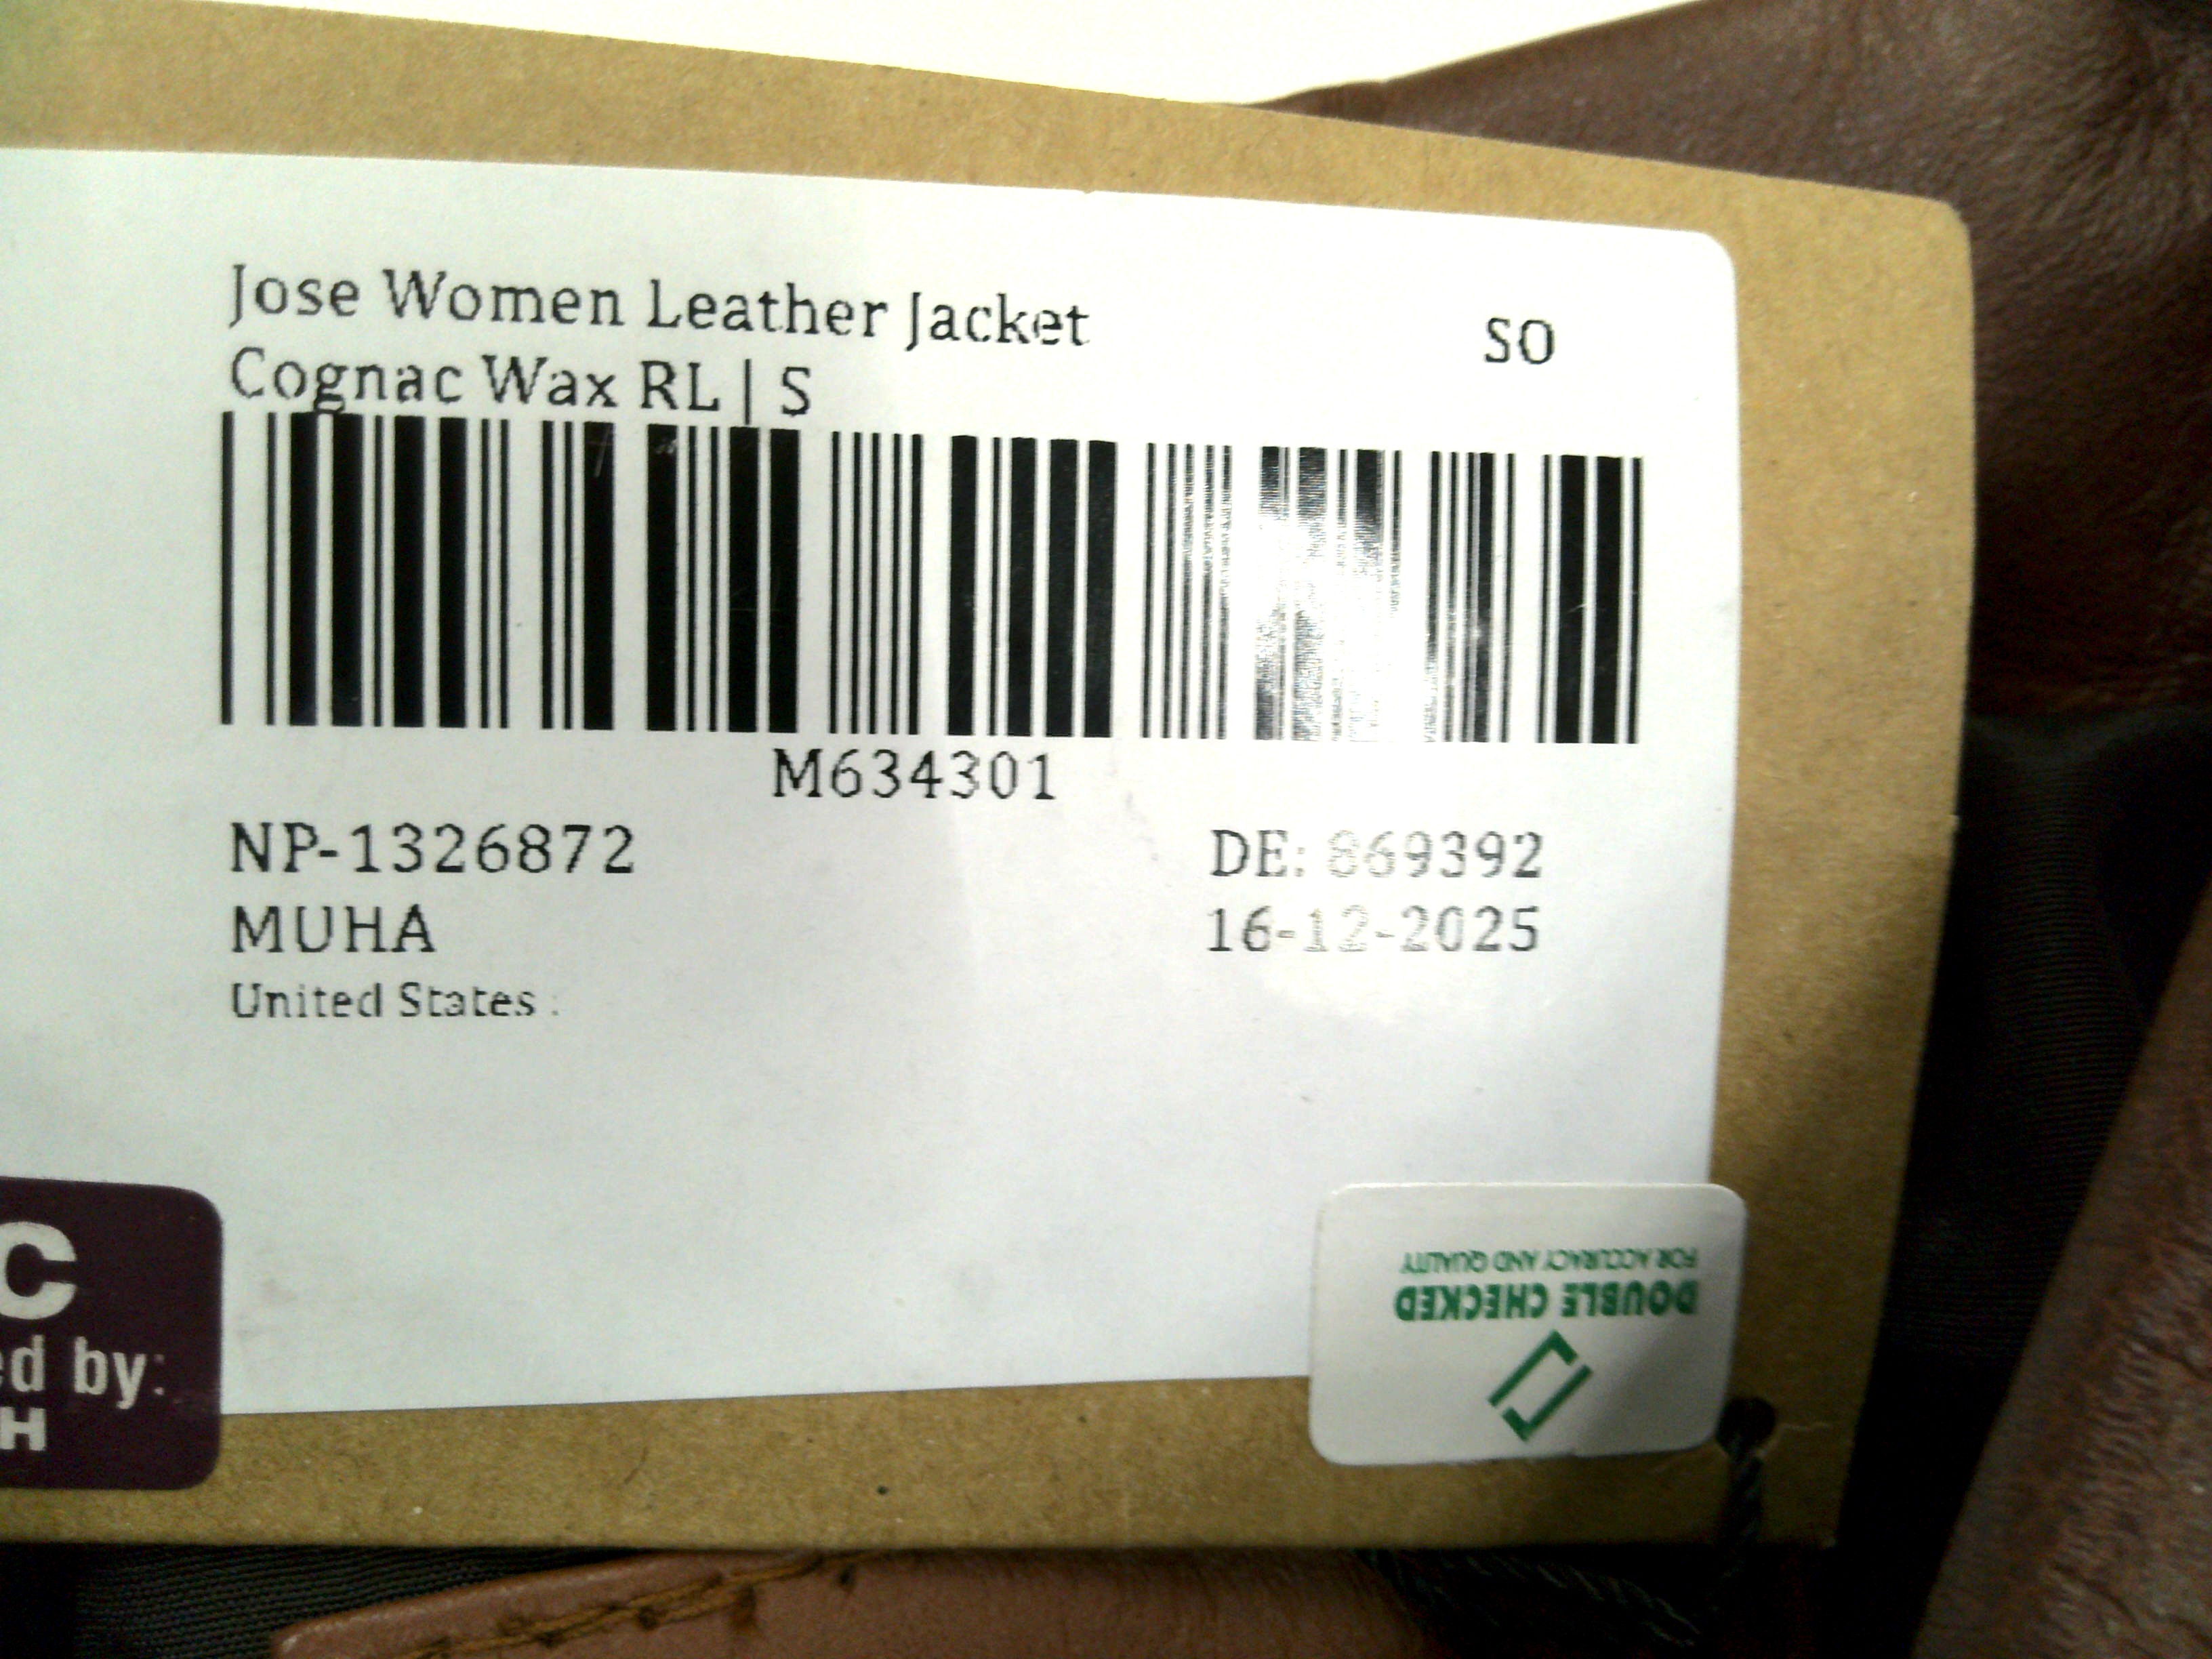 Jose Women Leather Jacket
SO
Cognac Wax RL | S
M634301
NP-1326872
DE: 869392
MUHA
16-12-2025
United States :
C
ed by:
H
DOUBLE CHECKED
FOR ACCURACY AND QUALITY